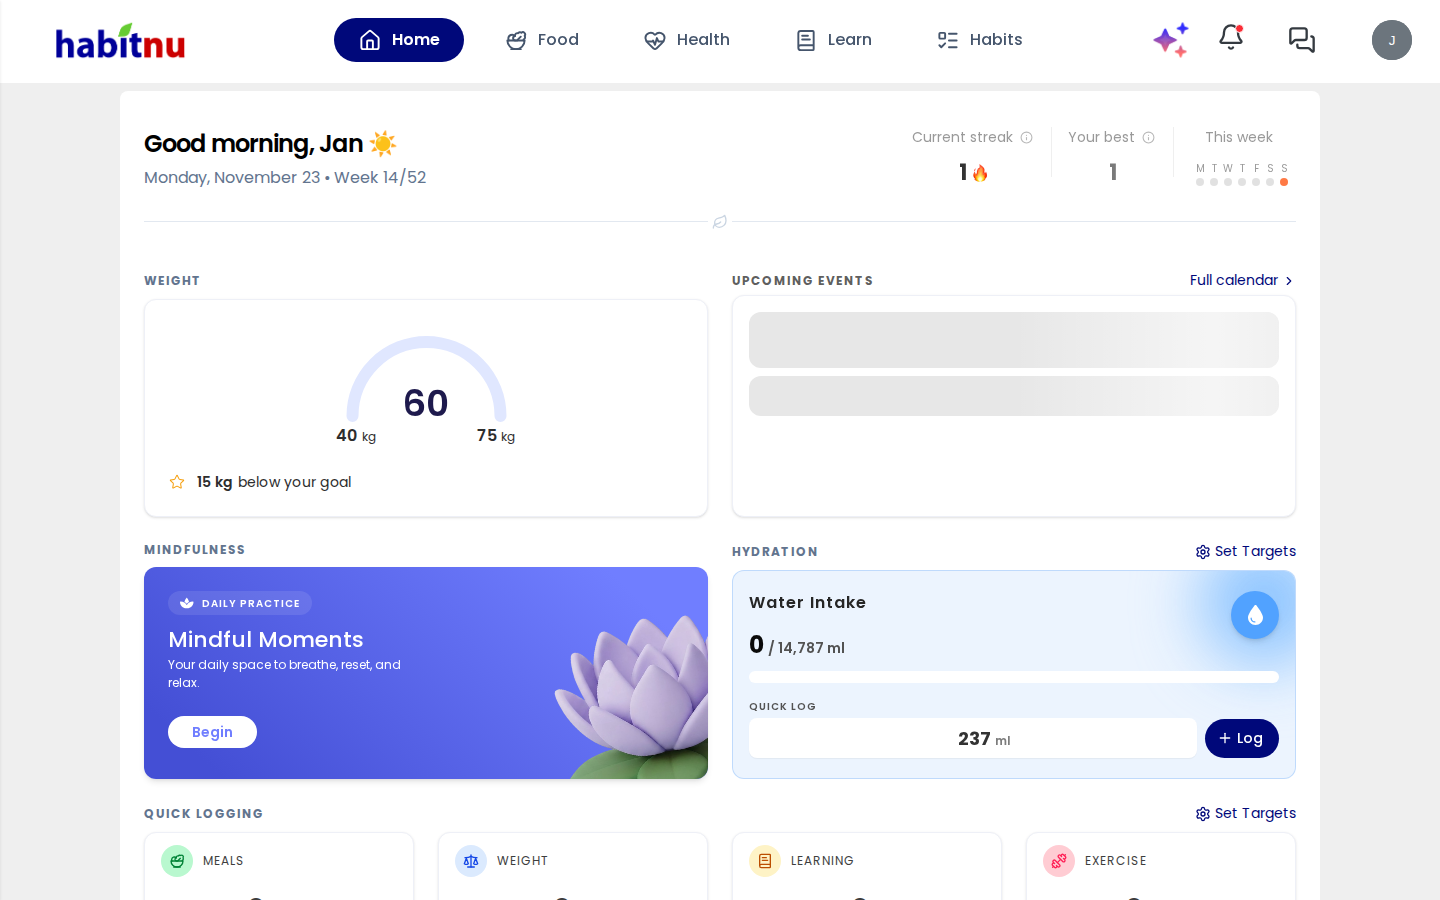 habitnu
Home
Food
Health
Learn
Habits
J
Good morning, Jan
Monday, November 23 • Week 14/52
Current streak
1
Your best
1
This week
M T W T F S S
WEIGHT
60
40 kg
75 kg
15 kg below your goal
UPCOMING EVENTS
Full calendar
MINDFULNESS
DAILY PRACTICE
Mindful Moments
Your daily space to breathe, reset, and
relax.
Begin
HYDRATION
Set Targets
Water Intake
0 / 14,787 ml
QUICK LOG
237 ml
+ Log
QUICK LOGGING
Set Targets
MEALS
WEIGHT
LEARNING
EXERCISE